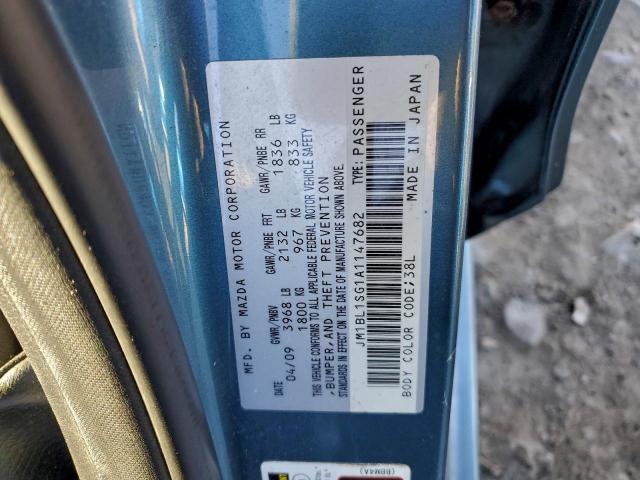 MFD. BY MAZDA MOTOR CORPORATION
DATE GVWR/PNBV GAWR/PNBE FRT GAWR/PNBE RR
04/09 3968 LB 2132 LB 1836 LB
1800 KG 967 KG 833 KG
THIS VEHICLE CONFORMS TO ALL APPLICABLE FEDERAL MOTOR VEHICLE SAFETY
,BUMPER,AND THEFT PREVENTION
STANDARDS IN EFFECT ON THE DATE OF MANUFACTURE SHOWN ABOVE.
JM1BL1SG1A1147682 TYPE: PASSENGER
BODY COLOR CODE;38L MADE IN JAPAN
(BBM4A)